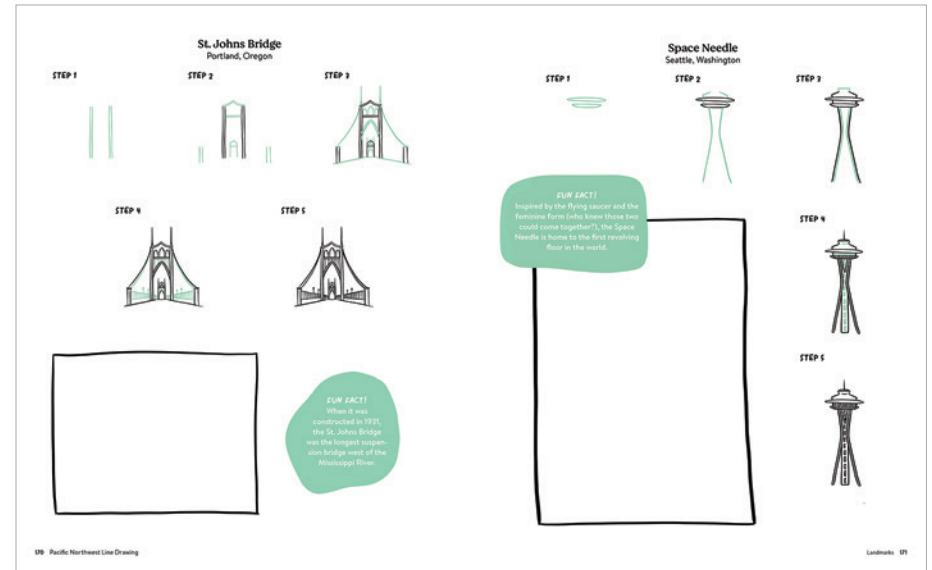 St. Johns Bridge
Portland, Oregon
STEP 1
STEP 2
STEP 3
STEP 4
STEP 5
FUN FACT!
When it was
constructed in 1931,
the St. Johns Bridge
was the longest suspen-
sion bridge west of the
Mississippi River.
170 Pacific Northwest Line Drawing
Space Needle
Seattle, Washington
STEP 1
STEP 2
STEP 3
FUN FACT!
Inspired by the flying saucer and the
feminine form (who knew those two
could come together?), the Space
Needle is home to the first revolving
floor in the world.
STEP 4
STEP 5
Landmarks 171